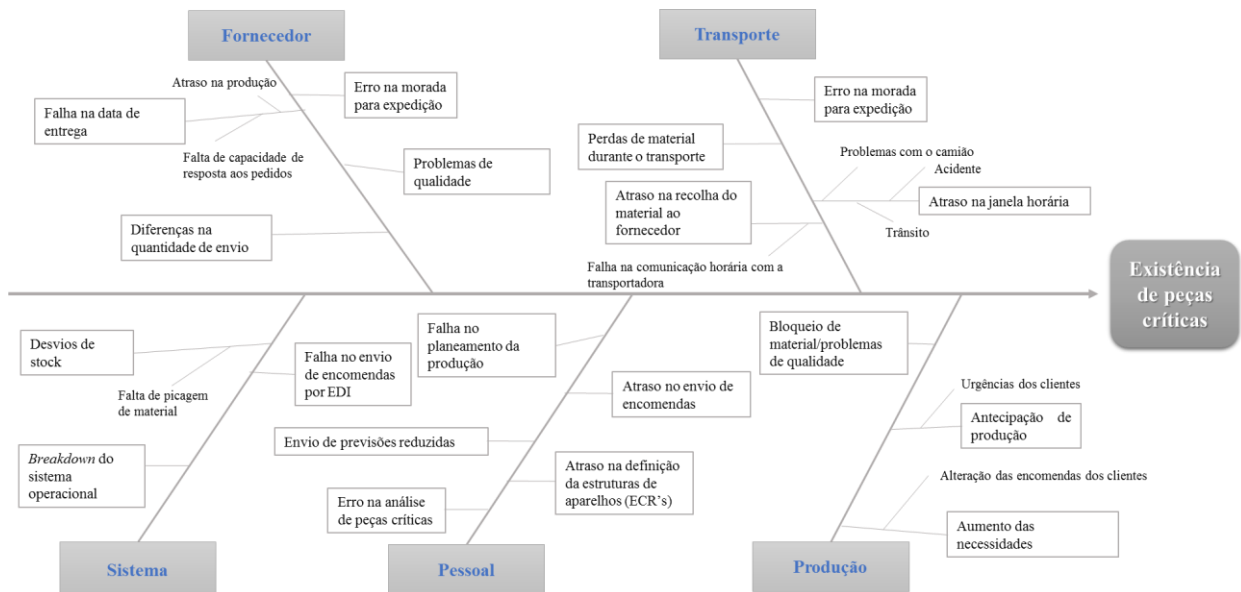 Fornecedor
Transporte
Atraso na produção
Erro na morada
para expedição
Falha na data de
entrega
Falta de capacidade de
resposta aos pedidos
Problemas de
qualidade
Diferenças na
quantidade de envio
Erro na morada
para expedição
Perdas de material
durante o transporte
Problemas com o camião
Acidente
Atraso na recolha do
material ao
fornecedor
Atraso na janela horária
Trânsito
Falha na comunicação horária com a
transportadora
Existência
de peças
críticas
Desvios de
stock
Falta de picagem
de material
Falha no envio
de encomendas
por EDI
Breakdown do
sistema
operacional
Falha no
planeamento da
produção
Atraso no envio de
encomendas
Envio de previsões reduzidas
Atraso na definição
da estruturas de
aparelhos (ECR's)
Erro na análise
de peças críticas
Bloqueio de
material/problemas
de qualidade
Urgências dos clientes
Antecipação de
produção
Alteração das encomendas dos clientes
Aumento das
necessidades
Sistema
Pessoal
Produção